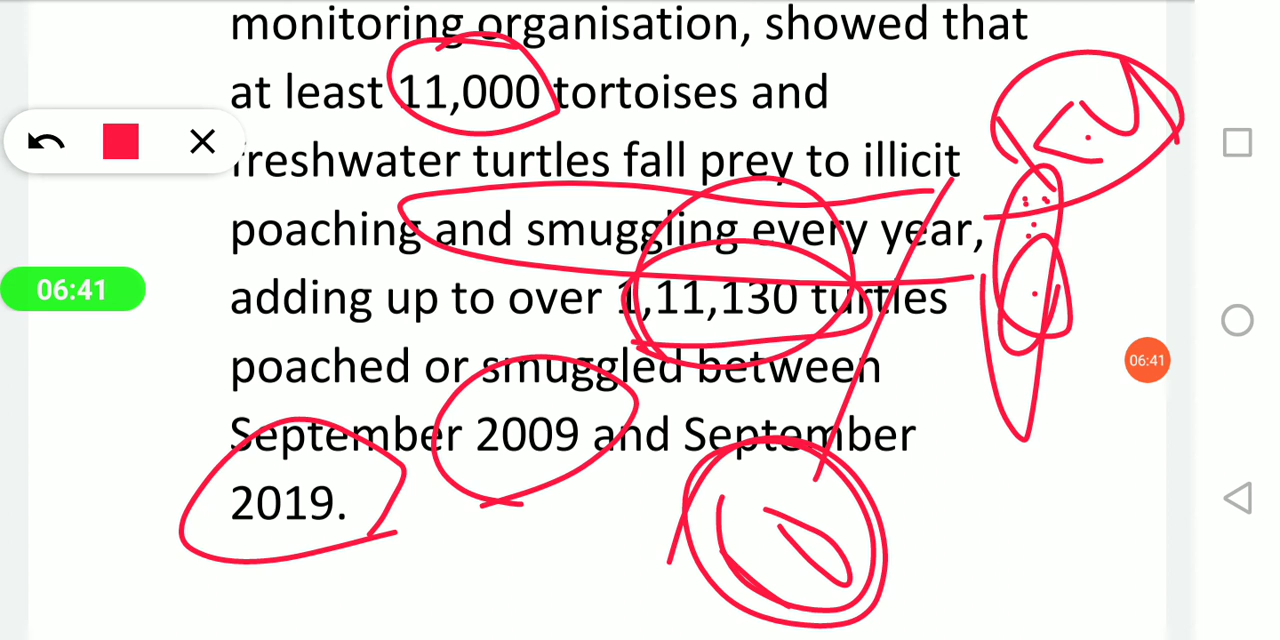 monitoring organisation, showed that
at least 11,000 tortoises and
freshwater turtles fall prey to illicit
poaching and smuggling every year,
adding up to over 1,11,130 turtles
poached or smuggled between
September 2009 and September
2019.
06:41
06:41